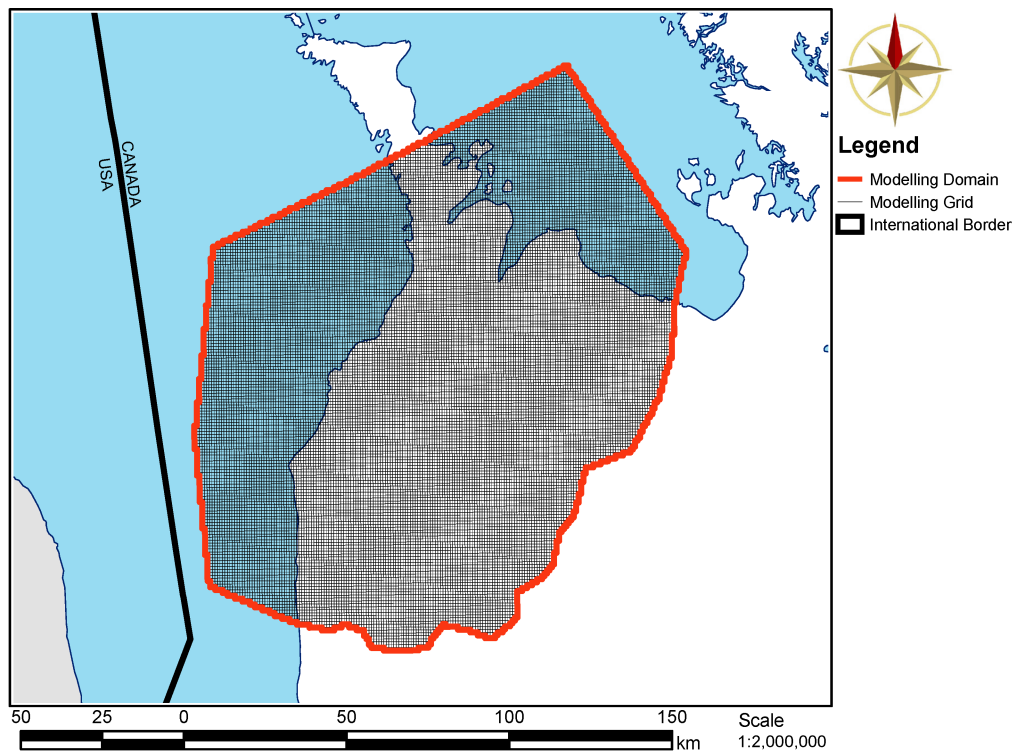 CANADA
USA
Legend
Modelling Domain
Modelling Grid
International Border
50 25 0 50 100 150
km
Scale
1:2,000,000